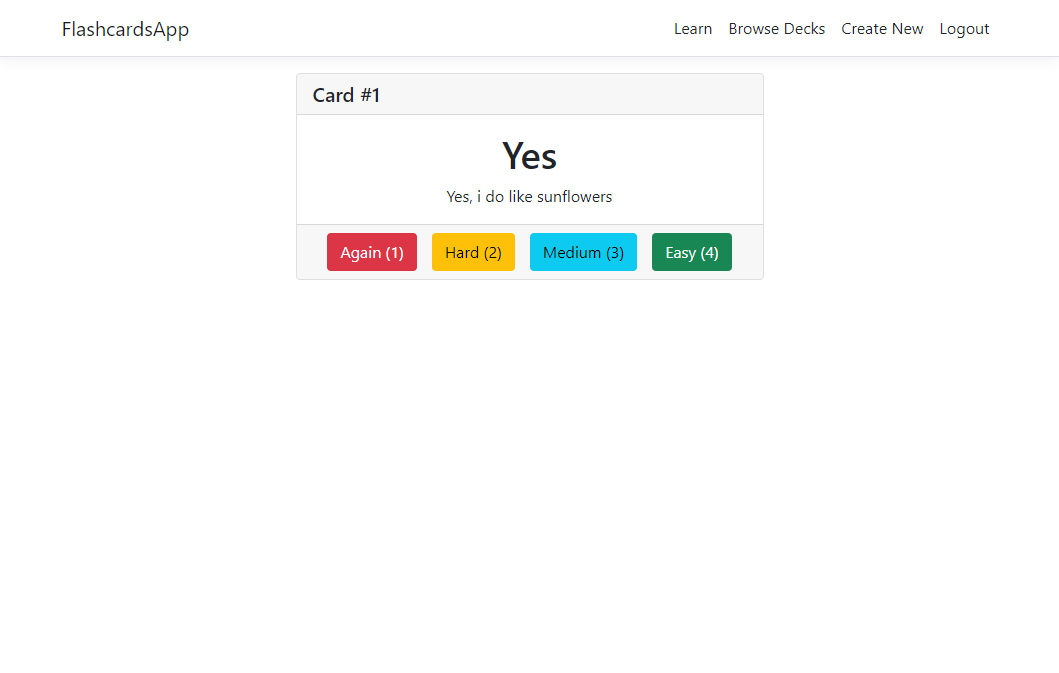 FlashcardsApp Learn Browse Decks Create New Logout
Card #1
Yes
Yes, i do like sunflowers
Again (1) Hard (2) Medium (3) Easy (4)